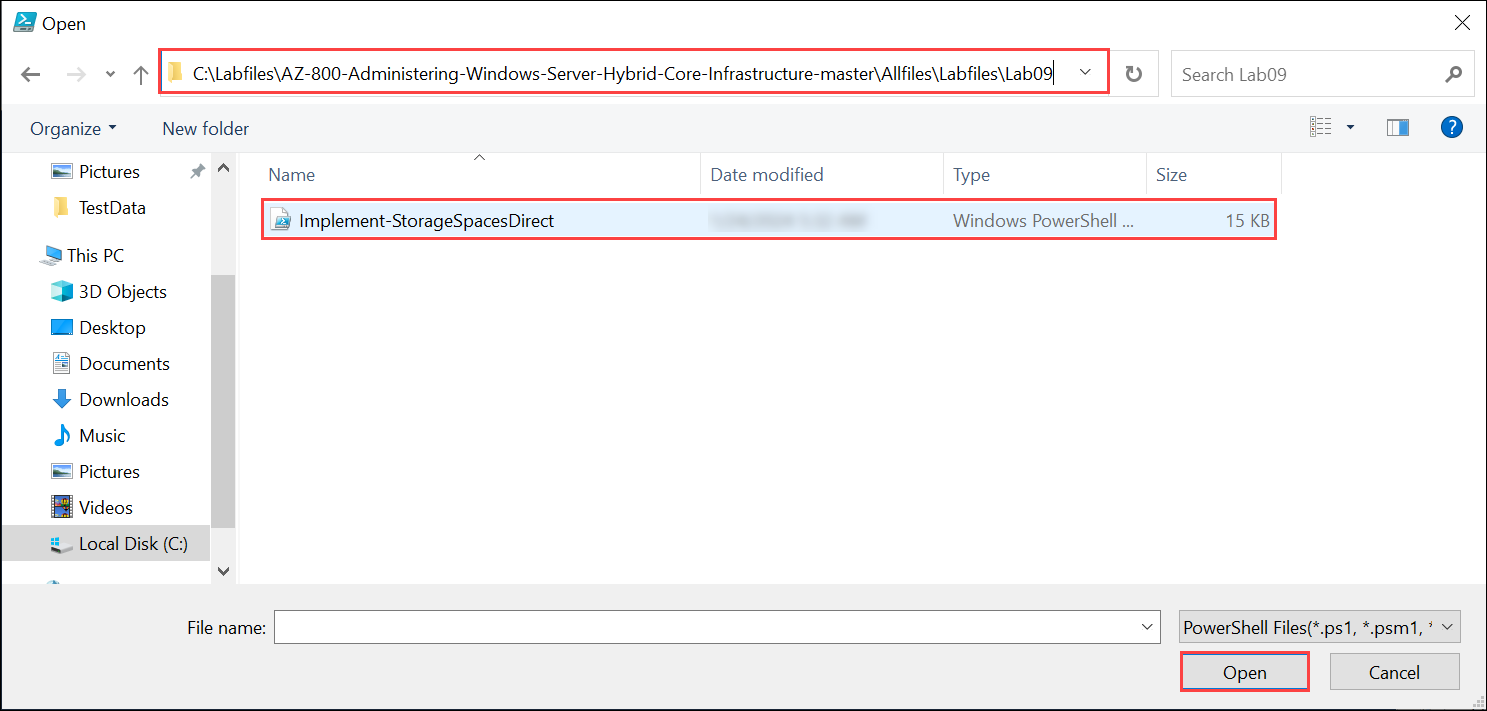 Open
C:\Labfiles\AZ-800-Administering-Windows-Server-Hybrid-Core-Infrastructure-master\Allfiles\Labfiles\Lab09
Search Lab09
Organize
New folder
Name
Date modified
Type
Size
Implement-StorageSpacesDirect
Windows PowerShell ...
15 KB
Pictures
TestData
This PC
3D Objects
Desktop
Documents
Downloads
Music
Pictures
Videos
Local Disk (C:)
File name:
PowerShell Files(*.ps1, *.psm1, *
Open
Cancel